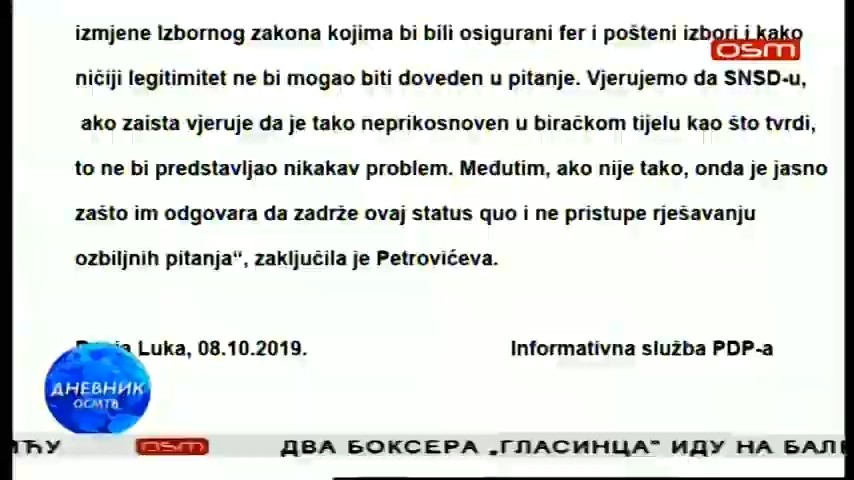 izmjene Izbornog zakona kojima bi bili osigurani fer i pošteni izbori i kako
osm
ničiji legitimitet ne bi mogao biti doveden u pitanje. Vjerujemo da SNSD-u,
ako zaista vjeruje da je tako neprikosnoven u biračkom tijelu kao što tvrdi,
to ne bi predstavljao nikakav problem. Međutim, ako nije tako, onda je jasno
zašto im odgovara da zadrže ovaj status quo i ne pristupe rješavanju
ozbiljnih pitanja“, zaključila je Petrovićeva.
Luka, 08.10.2019.
Informativna služba PDP-a
ДНЕВНИК
ОСМТВ
ИЋУ osm ДВА БОКСЕРА „ГЛАСИНЦА” ИДУ НА БАЛ